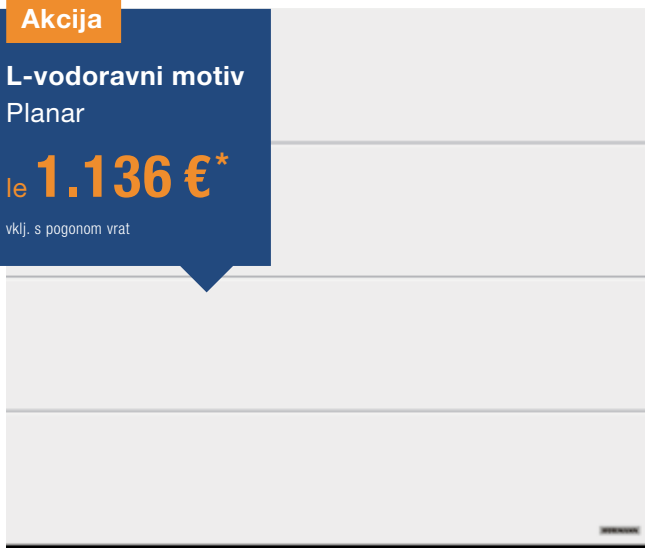 Akcija
L-vodoravni motiv
Planar
le 1.136 €*
vklj. s pogonom vrat